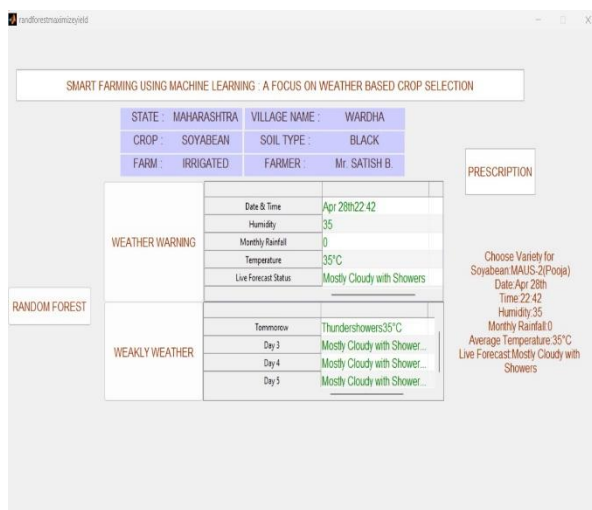 randforestmaximizeyield
SMART FARMING USING MACHINE LEARNING : A FOCUS ON WEATHER BASED CROP SELECTION
STATE : MAHARASHTRA VILLAGE NAME : WARDHA
CROP : SOYABEAN SOIL TYPE : BLACK
FARM : IRRIGATED FARMER : Mr. SATISH B.
PRESCRIPTION
WEATHER WARNING
Date & Time Apr 28th22:42
Humidity 35
Monthly Rainfall 0
Temperature 35°C
Live Forecast Status Mostly Cloudy with Showers
RANDOM FOREST
WEAKLY WEATHER
Tommorow Thundershowers35°C
Day 3 Mostly Cloudy with Shower...
Day 4 Mostly Cloudy with Shower...
Day 5 Mostly Cloudy with Shower...
Choose Variety for
Soyabean:MAUS-2(Pooja)
Date:Apr 28th
Time:22:42
Humidity:35
Monthly Rainfall:0
Average Temperature:35°C
Live Forecast:Mostly Cloudy with
Showers